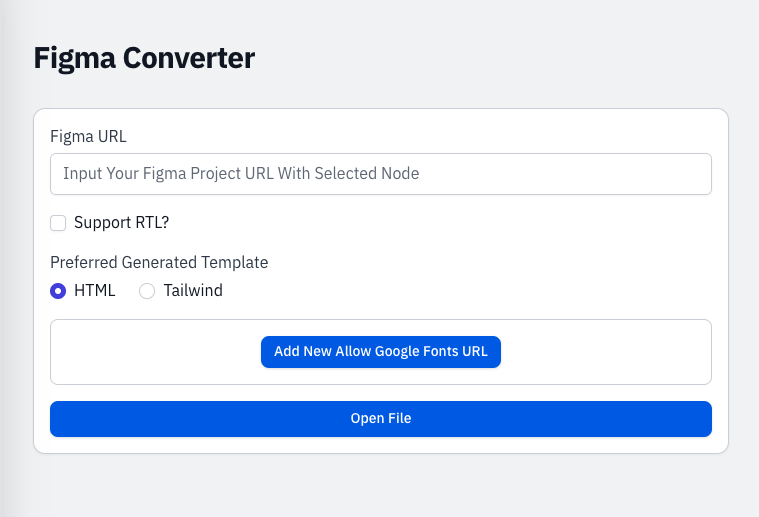 Figma Converter
Figma URL
Input Your Figma Project URL With Selected Node
Support RTL?
Preferred Generated Template
HTML Tailwind
Add New Allow Google Fonts URL
Open File